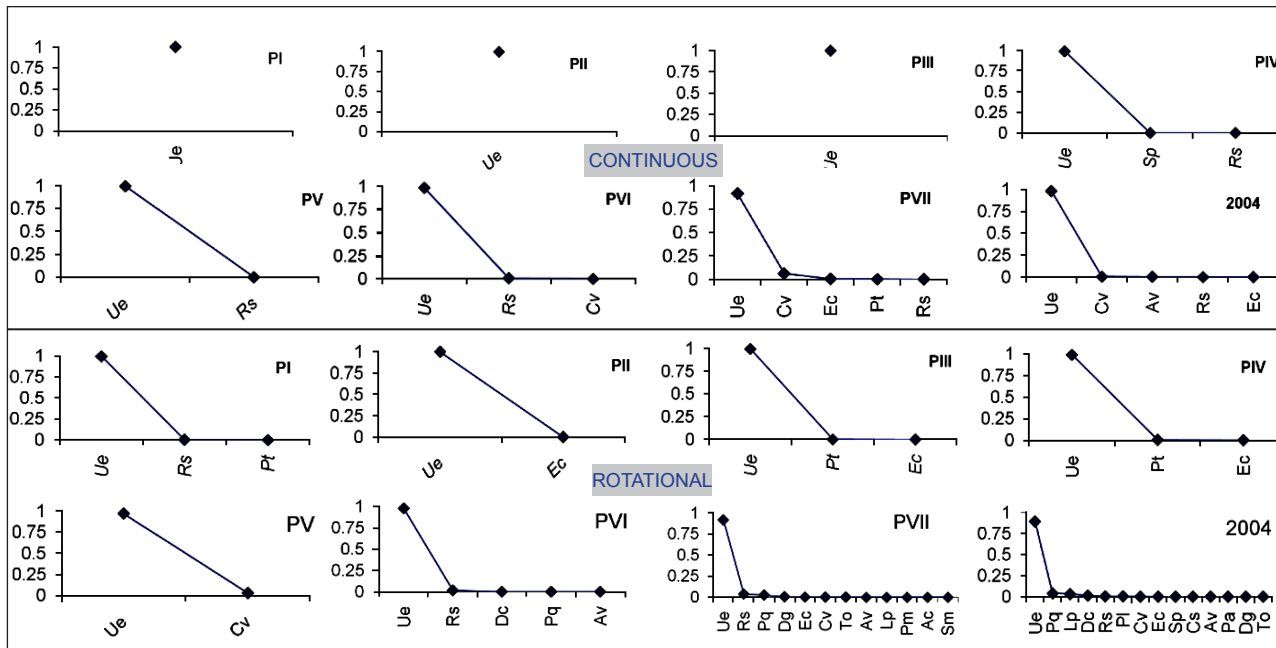 1
0.75
0.5
0.25
0
PI
Je
1
0.75
0.5
0.25
0
PII
Ue
1
0.75
0.5
0.25
0
PIII
Je
1
0.75
0.5
0.25
0
PIV
Ue Sp Rs
CONTINUOUS
1
0.75
0.5
0.25
0
PV
Ue Rs
1
0.75
0.5
0.25
0
PVI
Ue Rs Cv
1
0.75
0.5
0.25
0
PVII
Ue Cv Ec Pt Rs
1
0.75
0.5
0.25
0
2004
Ue Cv Av Rs Ec
1
0.75
0.5
0.25
0
PI
Ue Rs Pt
1
0.75
0.5
0.25
0
PII
Ue Ec
1
0.75
0.5
0.25
0
PIII
Ue Pt Ec
1
0.75
0.5
0.25
0
PIV
Ue Pt Ec
ROTATIONAL
1
0.75
0.5
0.25
0
PV
Ue Cv
1
0.75
0.5
0.25
0
PVI
Ue Rs Dc Pq Av
1
0.75
0.5
0.25
0
PVII
Ue Rs Pq Dg Ec Cv To Av Lp Pm Ac Sm
1
0.75
0.5
0.25
0
2004
Ue Pq Lp Dc Rs Pl Cv Ec Sp Cs Av Pa Dg To